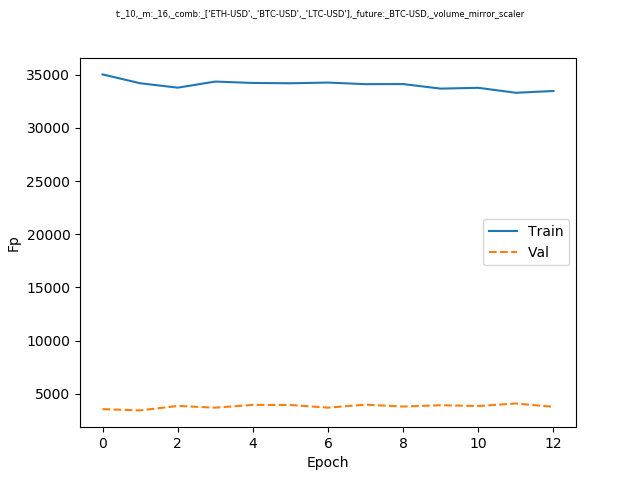 t:_10,_m:_16,_comb:_['ETH-USD',_'BTC-USD',_'LTC-USD'],_future:_BTC-USD,_volume_mirror_scaler
35000
30000
25000
20000
15000
10000
5000
Fp
Train
Val
0 2 4 6 8 10 12
Epoch